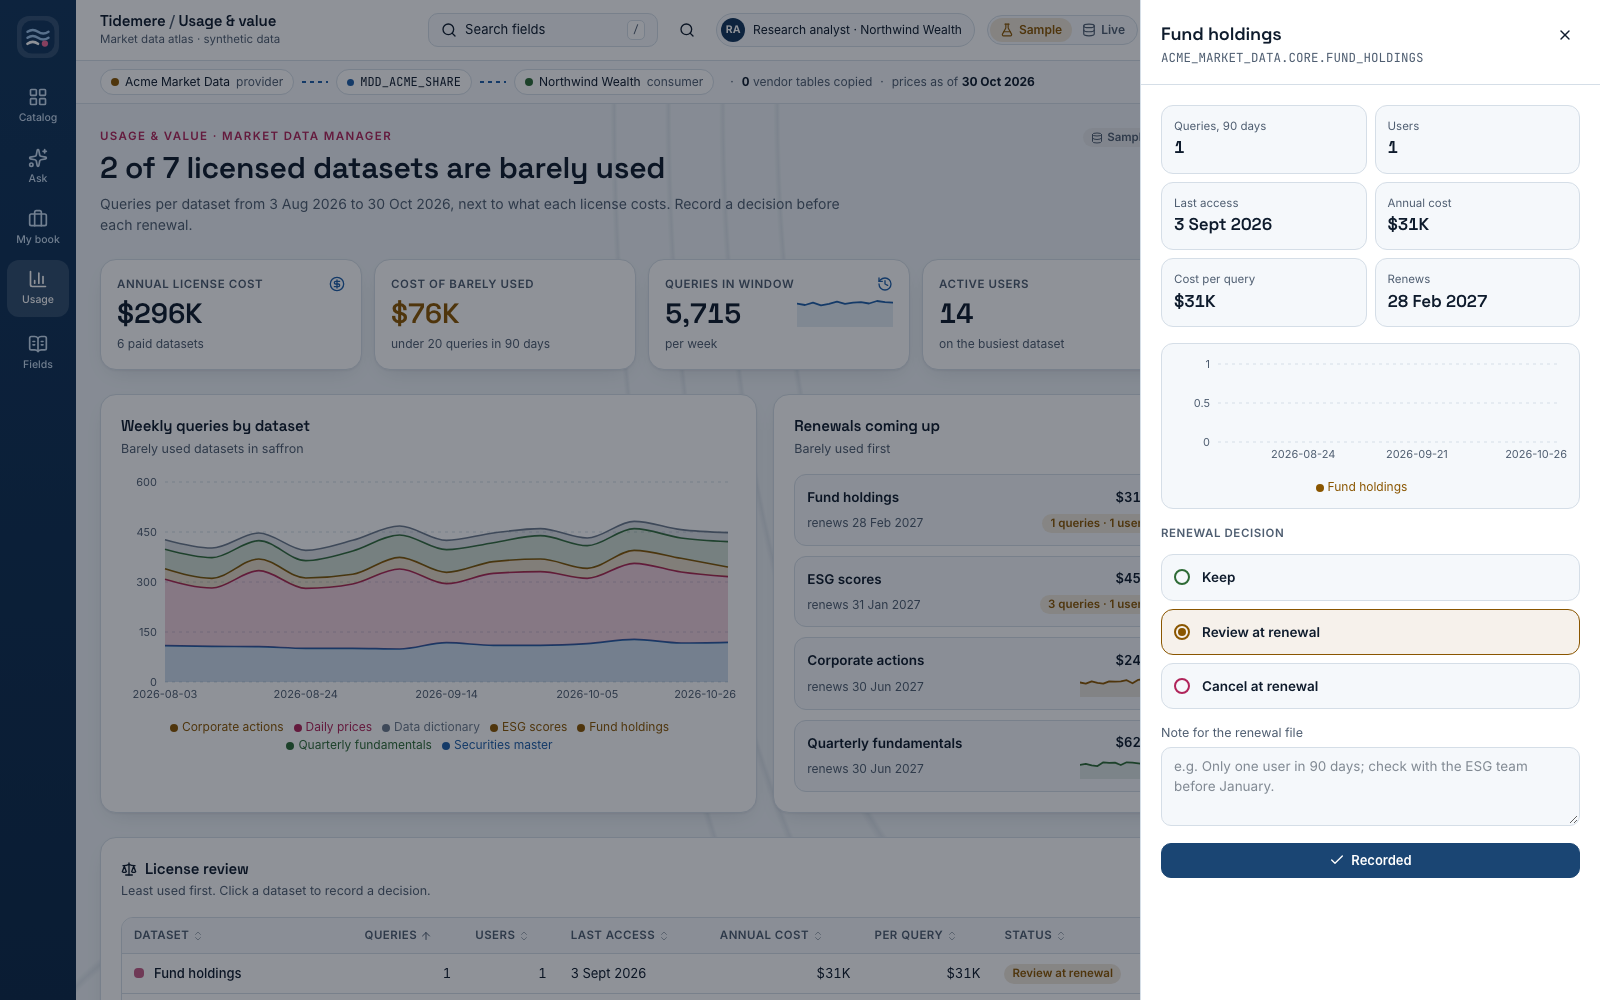 Tidemere / Usage & value
Market data atlas · synthetic data
Search fields
/
RA
Research analyst · Northwind Wealth
Sample
Live
Catalog
Ask
My book
Usage
Fields
Acme Market Data provider
MDD_ACME_SHARE
Northwind Wealth consumer
· 0 vendor tables copied · prices as of 30 Oct 2026
USAGE & VALUE · MARKET DATA MANAGER
2 of 7 licensed datasets are barely used
Queries per dataset from 3 Aug 2026 to 30 Oct 2026, next to what each license costs. Record a decision before
each renewal.
ANNUAL LICENSE COST
$296K
6 paid datasets
COST OF BARELY USED
$76K
under 20 queries in 90 days
QUERIES IN WINDOW
5,715
per week
ACTIVE USERS
14
on the busiest dataset
Weekly queries by dataset
Barely used datasets in saffron
600
450
300
150
0
2026-08-03 2026-08-24 2026-09-14 2026-10-05 2026-10-26
Corporate actions Daily prices Data dictionary ESG scores Fund holdings
Quarterly fundamentals Securities master
Renewals coming up
Barely used first
Fund holdings $31
renews 28 Feb 2027 1 queries · 1
ESG scores $45
renews 31 Jan 2027 3 queries · 1
Corporate actions $24
renews 30 Jun 2027
Quarterly fundamentals $62
renews 30 Jun 2027
License review
Least used first. Click a dataset to record a decision.
DATASET QUERIES USERS LAST ACCESS ANNUAL COST PER QUERY STATUS
Fund holdings 1 1 3 Sept 2026 $31K $31K Review at renewal
Fund holdings
ACME_MARKET_DATA.CORE.FUND_HOLDINGS
Queries, 90 days
1
Users
1
Last access
3 Sept 2026
Annual cost
$31K
Cost per query
$31K
Renews
28 Feb 2027
1
0.5
0
2026-08-24 2026-09-21 2026-10-26
Fund holdings
RENEWAL DECISION
Keep
Review at renewal
Cancel at renewal
Note for the renewal file
e.g. Only one user in 90 days; check with the ESG team
before January.
Recorded